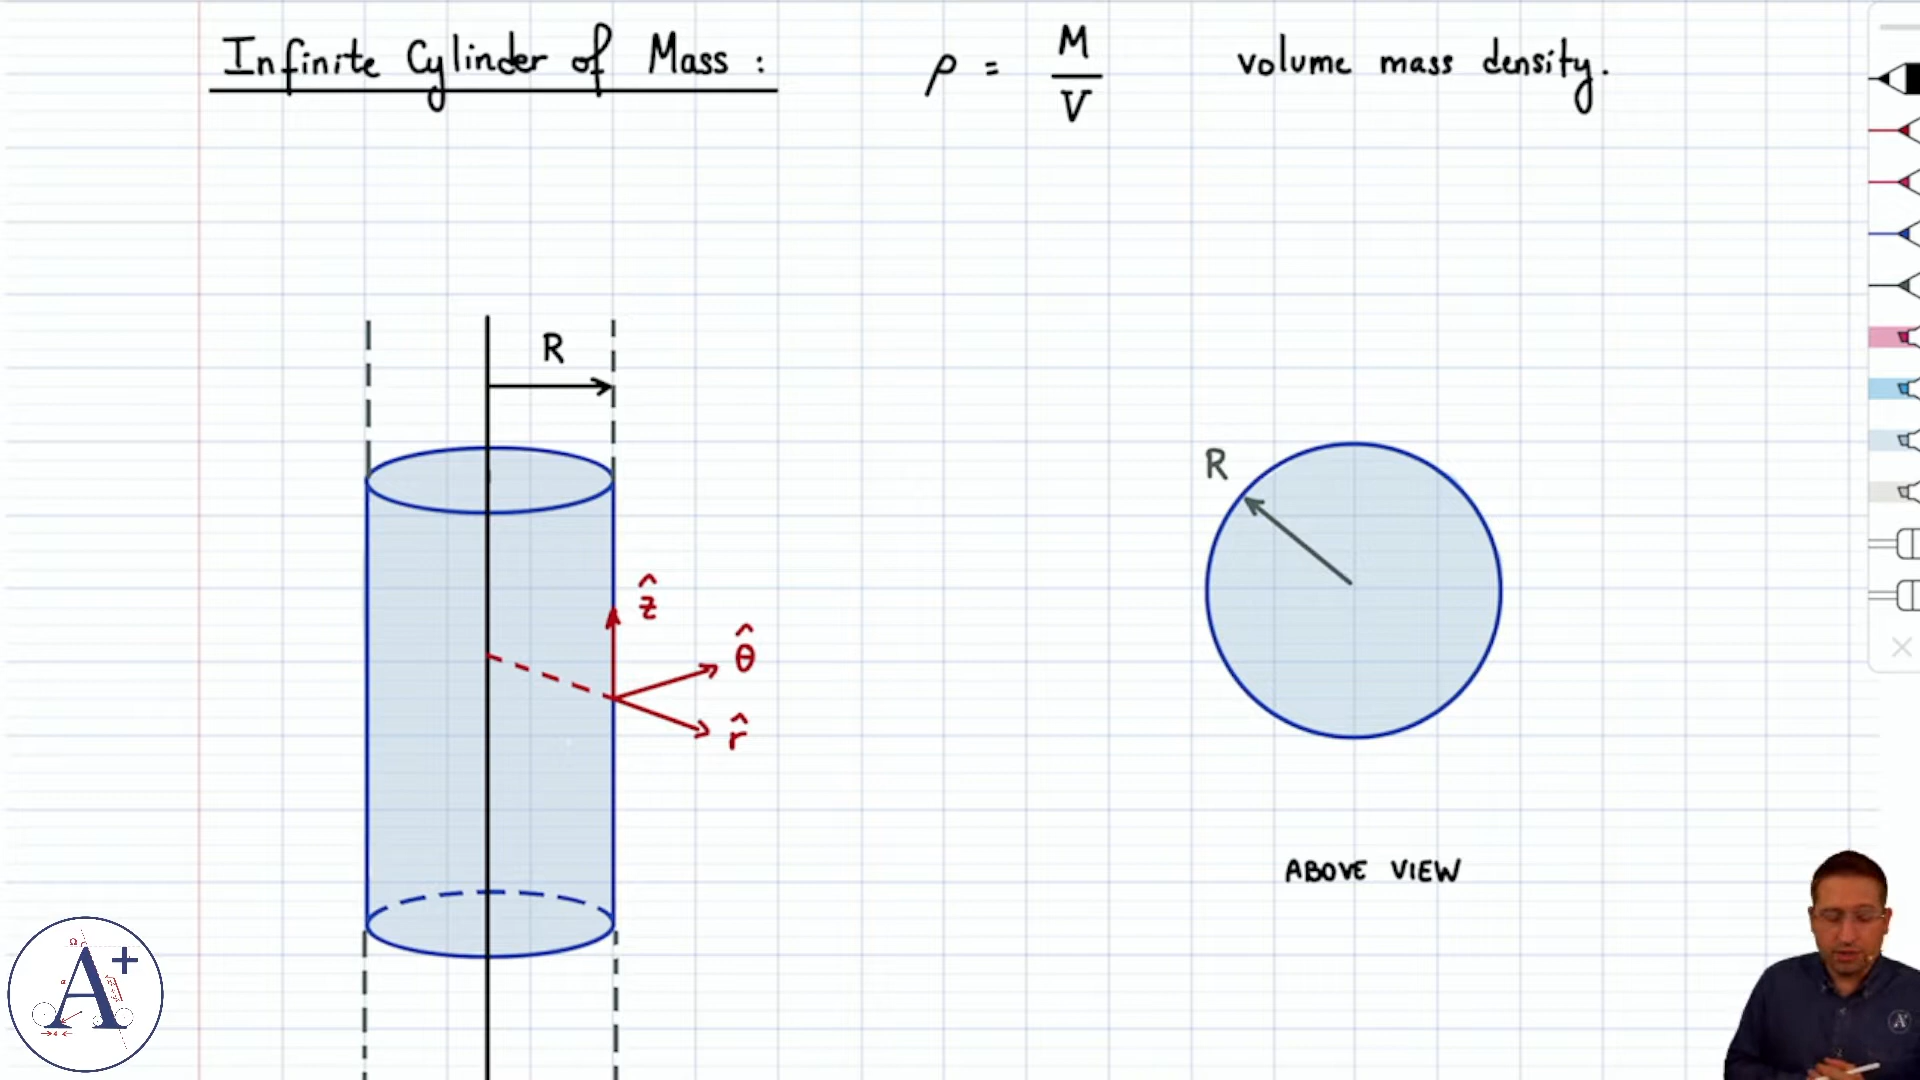 Infinite Cylinder of Mass :
ρ = M/V volume mass density.
R
R
ẑ
θ̂
r̂
ABOVE VIEW
A+